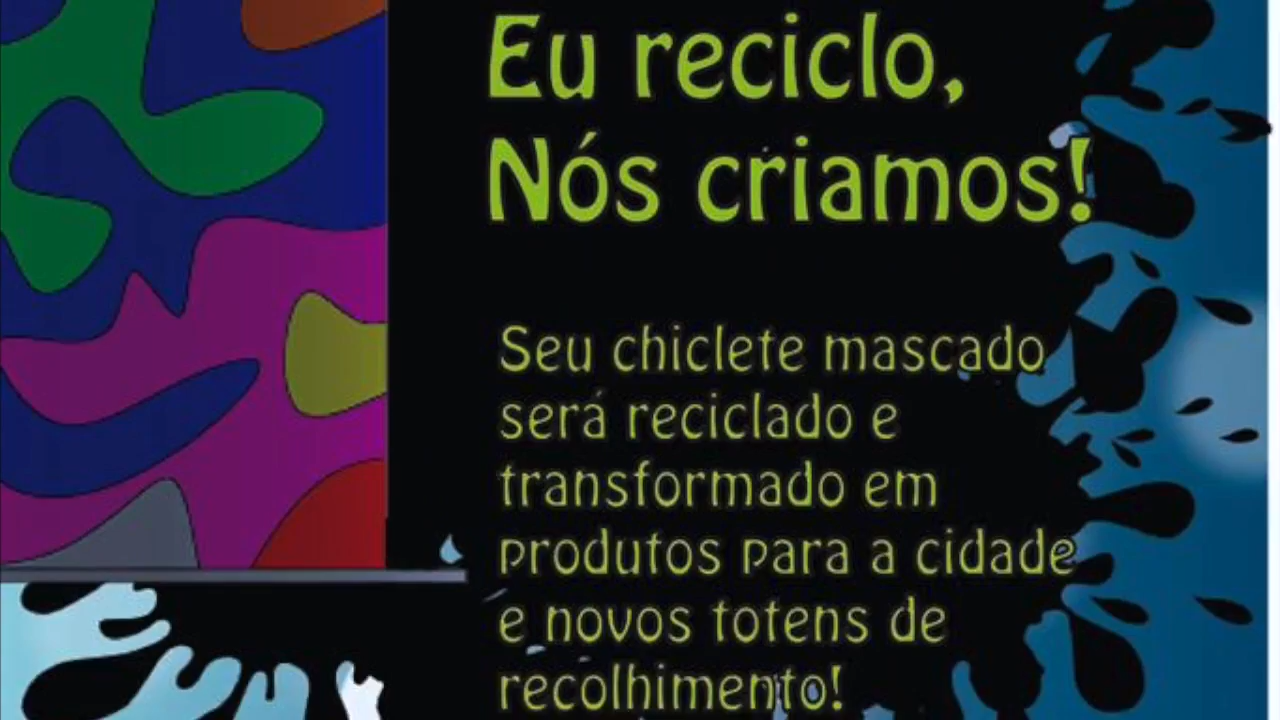 Eu reciclo,
Nós criamos!
Seu chiclete mascado
será reciclado e
transformado em
produtos para a cidade
e novos totens de
recolhimento!